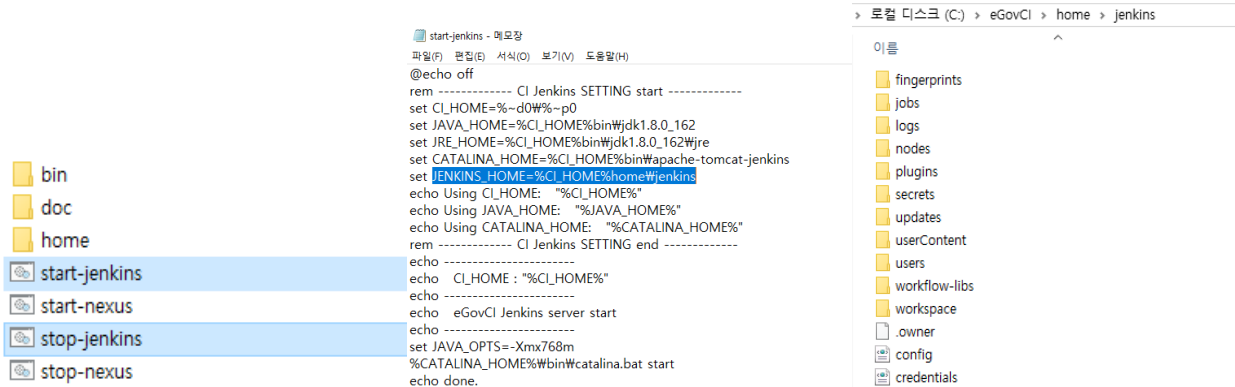 bin
doc
home
start-jenkins
start-nexus
stop-jenkins
stop-nexus
start-jenkins - 메모장
파일(F) 편집(E) 서식(O) 보기(V) 도움말(H)
@echo off
rem ------------- CI Jenkins SETTING start -------------
set CI_HOME=%~d0₩%~p0
set JAVA_HOME=%CI_HOME%bin₩jdk1.8.0_162
set JRE_HOME=%CI_HOME%bin₩jdk1.8.0_162₩jre
set CATALINA_HOME=%CI_HOME%bin₩apache-tomcat-jenkins
set JENKINS_HOME=%CI_HOME%home₩jenkins
echo Using CI_HOME:   "%CI_HOME%"
echo Using JAVA_HOME:   "%JAVA_HOME%"
echo Using CATALINA_HOME:   "%CATALINA_HOME%"
rem ------------- CI Jenkins SETTING end -------------
echo -----------------------
echo   CI_HOME : "%CI_HOME%"
echo -----------------------
echo   eGovCI Jenkins server start
echo -----------------------
set JAVA_OPTS=-Xmx768m
%CATALINA_HOME%₩bin₩catalina.bat start
echo done.
› 로컬 디스크 (C:) › eGovCI › home › jenkins
이름
fingerprints
jobs
logs
nodes
plugins
secrets
updates
userContent
users
workflow-libs
workspace
.owner
config
credentials